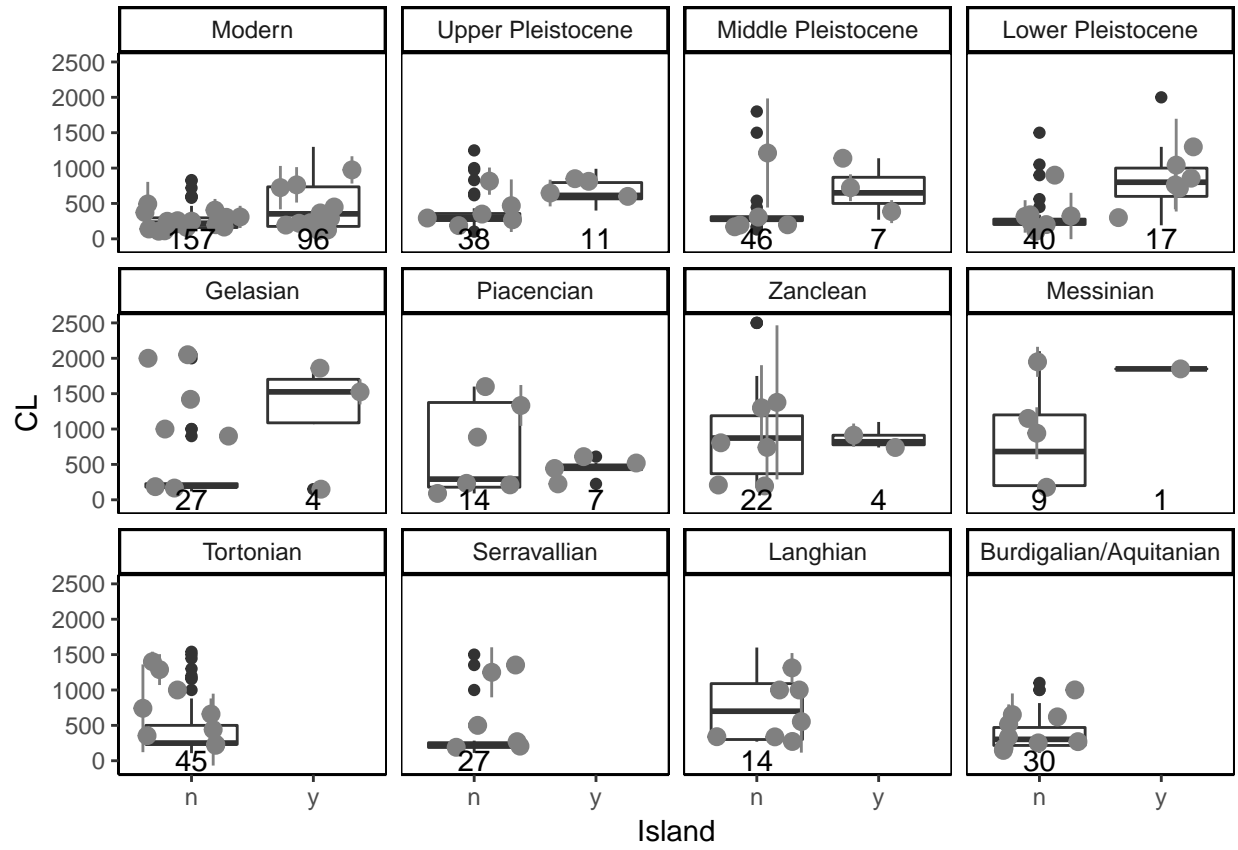 Modern Upper Pleistocene Middle Pleistocene Lower Pleistocene
2500
2000
1500
1000
500
0
157 96 38 11 46 7 40 17
Gelasian Piacencian Zanclean Messinian
2500
2000
1500
1000
500
0
27 4 14 7 22 4 9 1
CL
Tortonian Serravallian Langhian Burdigalian/Aquitanian
2500
2000
1500
1000
500
0
45 27 14 30
n y n y n y n y
Island